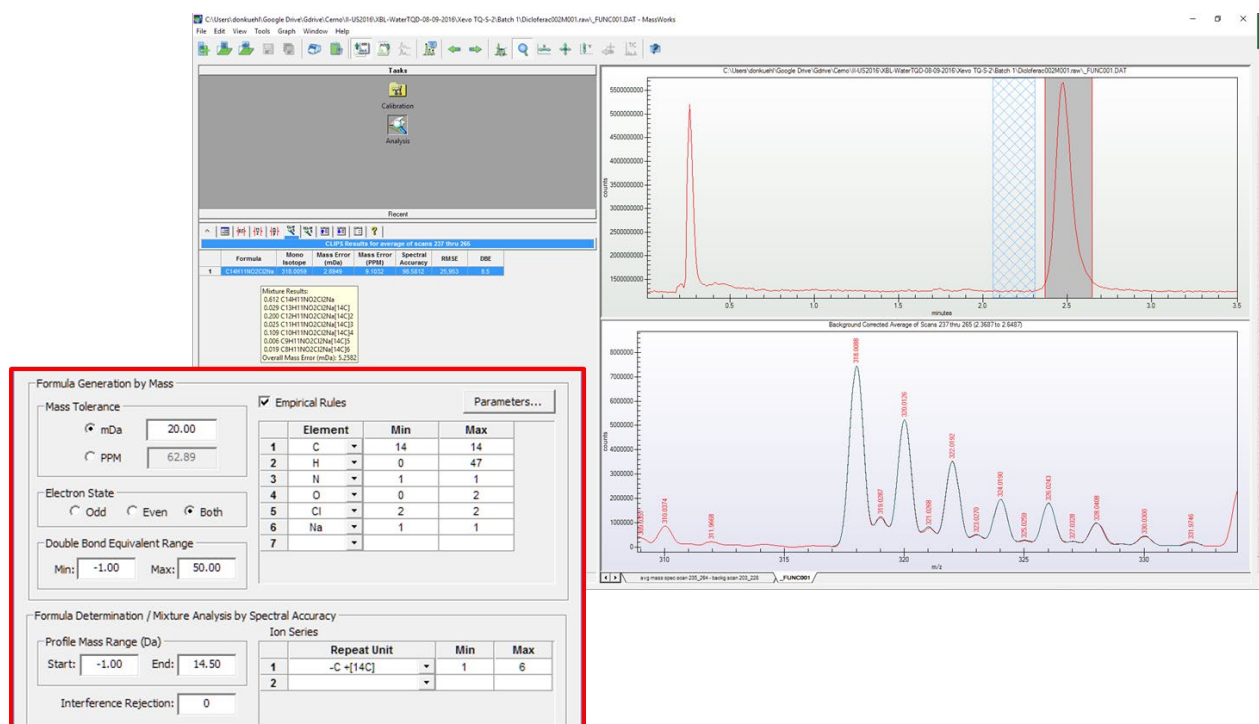 C:\Users\donkuehl\Google Drive\Gdrive\Cerno\II-US2016\XBL-WaterTQD-08-09-2016\Xevo TQ-S-2\Batch 1\Dicloferac002M001.raw\_FUNC001.DAT - MassWorks
File Edit View Tools Graph Window Help
Tasks
Calibration
Analysis
Recent
CLIPS Results for average of scans 237 thru 265
Formula Mono Isotope Mass Error (mDa) Mass Error (PPM) Spectral Accuracy RMSE DBE
1 C14H11NO2Cl2Na 318.0059 2.8949 9.1032 98.5812 25,953 8.5
Mixture Results:
0.612 C14H11NO2Cl2Na
0.029 C13H11NO2Cl2Na[14C]
0.200 C12H11NO2Cl2Na[14C]2
0.025 C11H11NO2Cl2Na[14C]3
0.109 C10H11NO2Cl2Na[14C]4
0.006 C9H11NO2Cl2Na[14C]5
0.019 C8H11NO2Cl2Na[14C]6
Overall Mass Error (mDa): 5.2582
C:\Users\donkuehl\Google Drive\Gdrive\Cerno\II-US2016\XBL-WaterTQD-08-09-2016\Xevo TQ-S-2\Batch 1\Dicloferac002M001.raw\_FUNC001.DAT
5500000000
5000000000
4500000000
4000000000
3500000000
3000000000
2500000000
2000000000
1500000000
counts
0.5 1.0 1.5 2.0 2.5 3.0 3.5
minutes
Background Corrected Average of Scans 237 thru 265 (2.3687 to 2.6487)
8000000
7000000
6000000
5000000
4000000
3000000
2000000
1000000
0
counts
310.0374
311.9668
318.0088
319.0287
320.0126
321.0268
322.0192
323.0270
324.0190
325.0259
326.0243
327.0328
328.0408
330.0300
331.9746
310 315 320 325 330
m/z
avg mass spec scan 235_264 - backg scan 203_228
_FUNC001
Formula Generation by Mass
Mass Tolerance
mDa 20.00
PPM 62.89
Electron State
Odd Even Both
Double Bond Equivalent Range
Min: -1.00 Max: 50.00
Empirical Rules Parameters...
Element Min Max
1 C 14 14
2 H 0 47
3 N 1 1
4 O 0 2
5 Cl 2 2
6 Na 1 1
7
Formula Determination / Mixture Analysis by Spectral Accuracy
Profile Mass Range (Da)
Start: -1.00 End: 14.50
Interference Rejection: 0
Ion Series
Repeat Unit Min Max
1 -C +[14C] 1 6
2